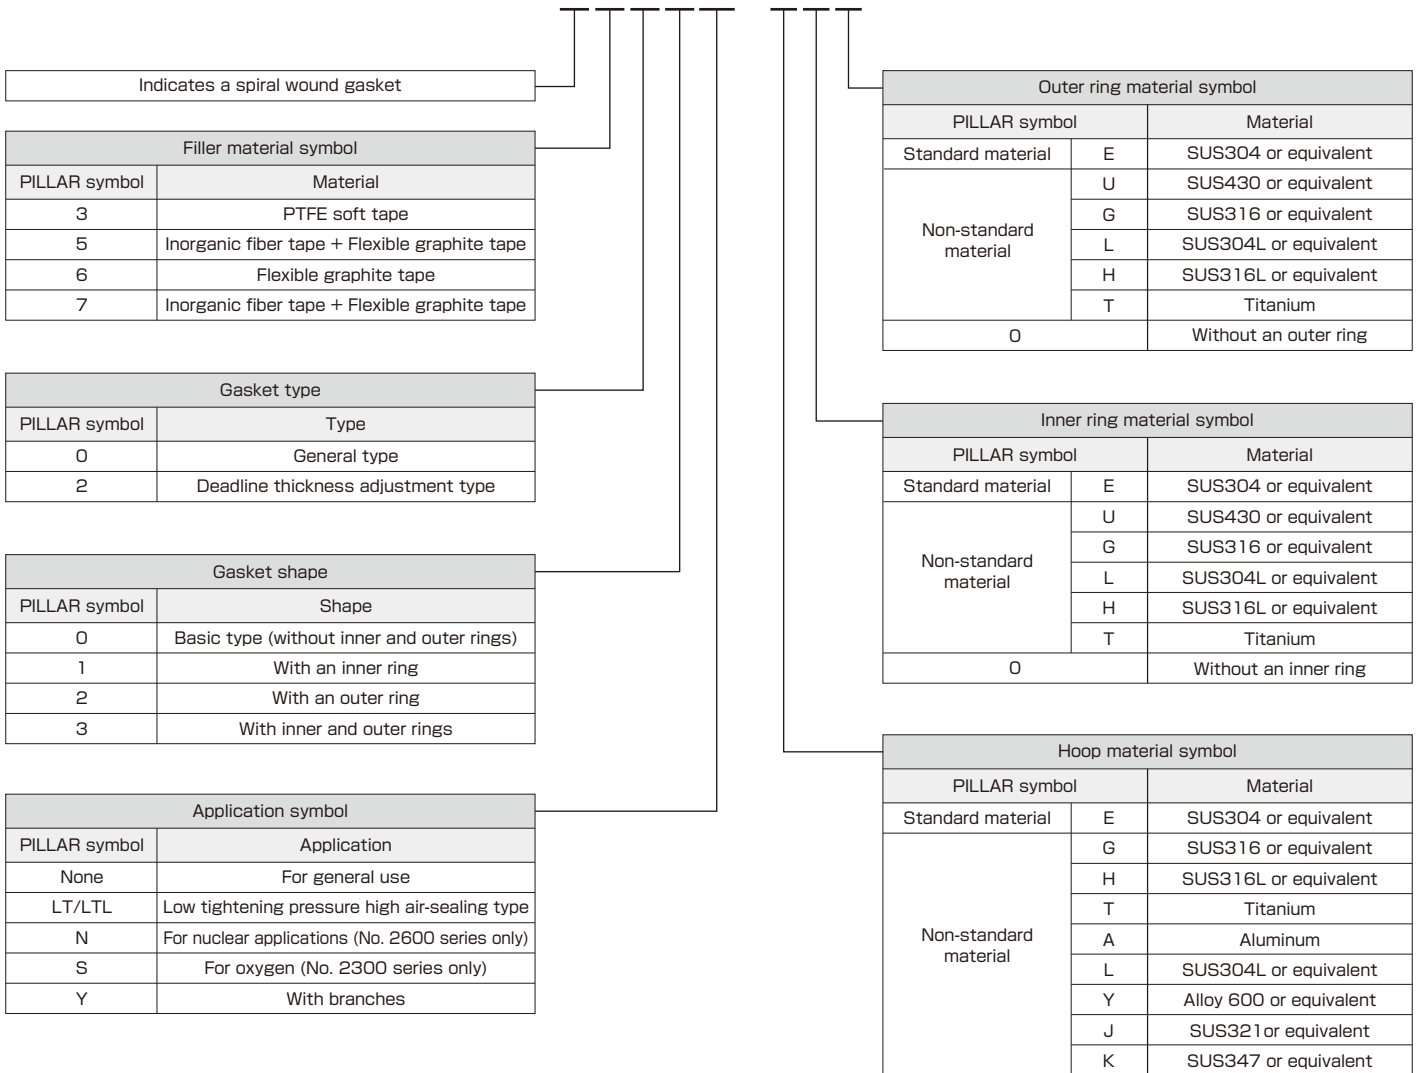 Indicates a spiral wound gasket
Filler material symbol
PILLAR symbol Material
3 PTFE soft tape
5 Inorganic fiber tape + Flexible graphite tape
6 Flexible graphite tape
7 Inorganic fiber tape + Flexible graphite tape
Gasket type
PILLAR symbol Type
0 General type
2 Deadline thickness adjustment type
Gasket shape
PILLAR symbol Shape
0 Basic type (without inner and outer rings)
1 With an inner ring
2 With an outer ring
3 With inner and outer rings
Application symbol
PILLAR symbol Application
None For general use
LT/LTL Low tightening pressure high air-sealing type
N For nuclear applications (No. 2600 series only)
S For oxygen (No. 2300 series only)
Y With branches
Outer ring material symbol
PILLAR symbol Material
Standard material E SUS304 or equivalent
Non-standard material
U SUS430 or equivalent
G SUS316 or equivalent
L SUS304L or equivalent
H SUS316L or equivalent
T Titanium
0 Without an outer ring
Inner ring material symbol
PILLAR symbol Material
Standard material E SUS304 or equivalent
Non-standard material
U SUS430 or equivalent
G SUS316 or equivalent
L SUS304L or equivalent
H SUS316L or equivalent
T Titanium
0 Without an inner ring
Hoop material symbol
PILLAR symbol Material
Standard material E SUS304 or equivalent
Non-standard material
G SUS316 or equivalent
H SUS316L or equivalent
T Titanium
A Aluminum
L SUS304L or equivalent
Y Alloy 600 or equivalent
J SUS321or equivalent
K SUS347 or equivalent